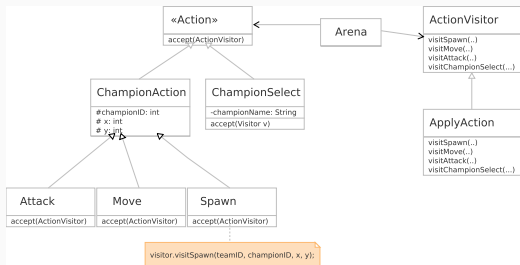 «Action»
accept(ActionVisitor)
Arena
ActionVisitor
visitSpawn(..)
visitMove(..)
visitAttack(..)
visitChampionSelect(...)
ChampionAction
#championID: int
# x: int
# y: int
ChampionSelect
-championName: String
accept(Visitor v)
ApplyAction
visitSpawn(..)
visitMove(..)
visitAttack(..)
visitChampionSelect(...)
Attack
accept(ActionVisitor)
Move
accept(ActionVisitor)
Spawn
accept(ActionVisitor)
visitor.visitSpawn(teamID, championID, x, y);